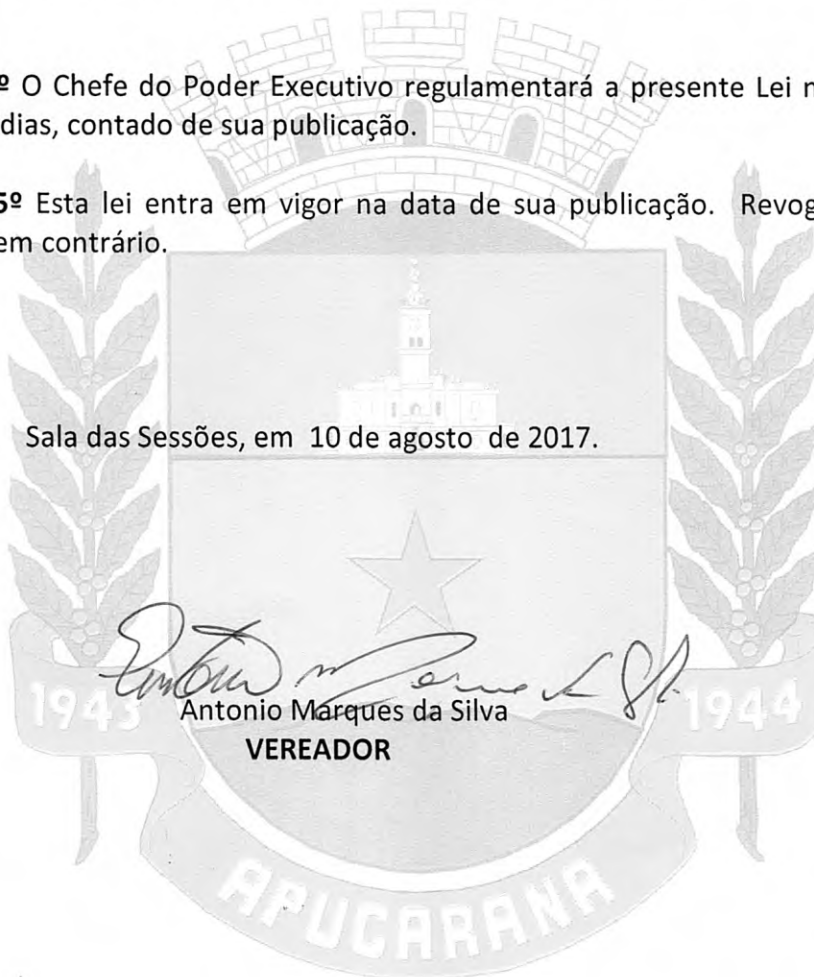 º O Chefe do Poder Executivo regulamentará a presente Lei n
dias, contado de sua publicação.
5º Esta lei entra em vigor na data de sua publicação. Revog
em contrário.
Sala das Sessões, em 10 de agosto de 2017.
Antonio Marques da Silva
VEREADOR
1943
1944
APUCARANA